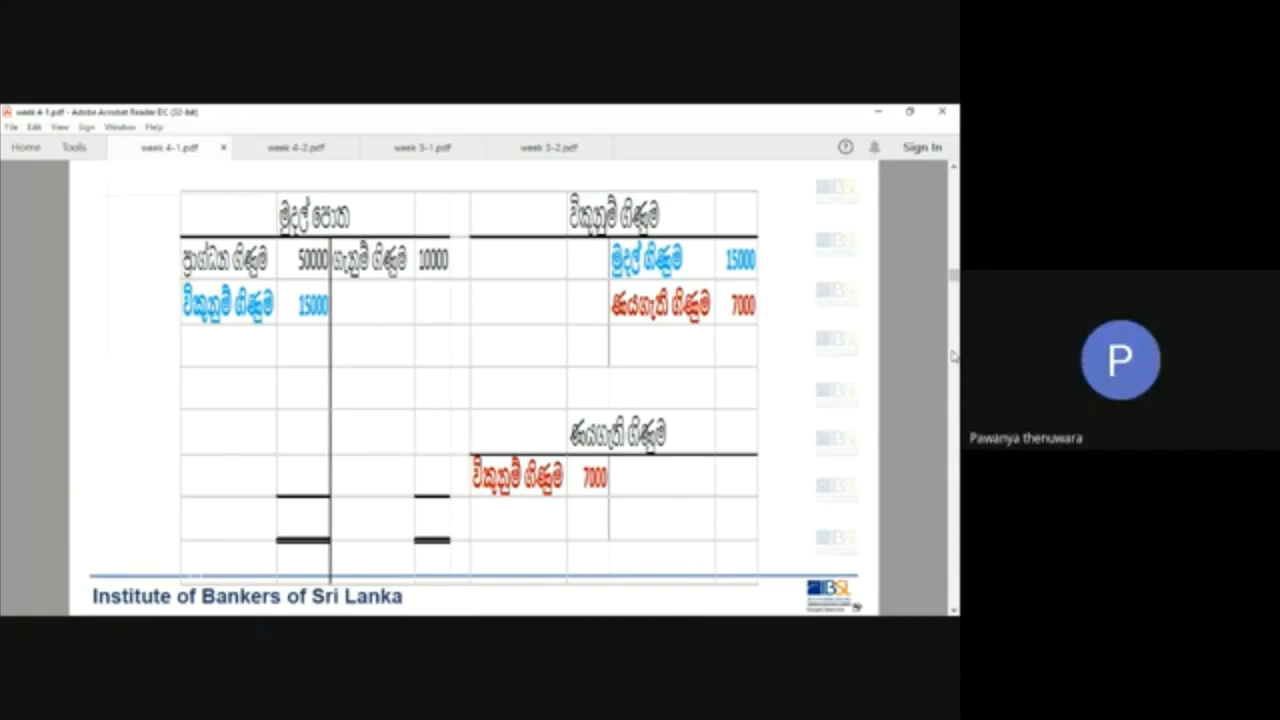 week 4-1.pdf - Adobe Acrobat Reader DC (32-bit)
File Edit View Sign Window Help
Home Tools week 4-1.pdf × week 4-2.pdf week 3-1.pdf week 3-2.pdf Sign In
මුදල් පොත විකුනුම් ගිණුම
ප්‍රාග්ධන ගිණුම 50000 ගැනුම් ගිණුම 10000 මුදල් ගිණුම 15000
විකුනුම් ගිණුම 15000 ණයගැති ගිණුම 7000
ණයගැති ගිණුම
විකුනුම් ගිණුම 7000
Institute of Bankers of Sri Lanka
IBSL
P
Pawanya thenuwara